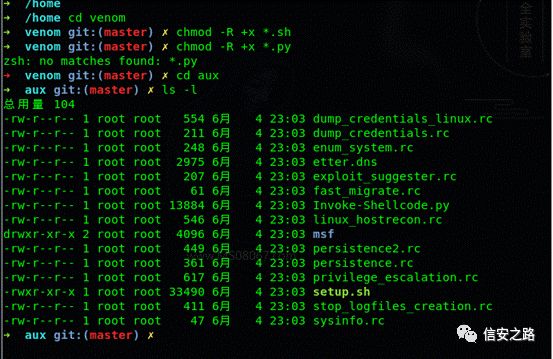 ➜ /home
➜ /home cd venom
➜ venom git:(master) ✗ chmod -R +x *.sh
➜ venom git:(master) ✗ chmod -R +x *.py
zsh: no matches found: *.py
➜ venom git:(master) ✗ cd aux
➜ aux git:(master) ✗ ls -l
总用量 104
-rw-r--r-- 1 root root 554 6月 4 23:03 dump_credentials_linux.rc
-rw-r--r-- 1 root root 211 6月 4 23:03 dump_credentials.rc
-rw-r--r-- 1 root root 248 6月 4 23:03 enum_system.rc
-rw-r--r-- 1 root root 2975 6月 4 23:03 etter.dns
-rw-r--r-- 1 root root 207 6月 4 23:03 exploit_suggester.rc
-rw-r--r-- 1 root root 61 6月 4 23:03 fast_migrate.rc
-rw-r--r-- 1 root root 13884 6月 4 23:03 Invoke-Shellcode.py
-rw-r--r-- 1 root root 546 6月 4 23:03 linux_hostrecon.rc
drwxr-xr-x 2 root root 4096 6月 4 23:03 msf
-rw-r--r-- 1 root root 449 6月 4 23:03 persistence2.rc
-rw-r--r-- 1 root root 361 6月 4 23:03 persistence.rc
-rw-r--r-- 1 root root 617 6月 4 23:03 privilege_escalation.rc
-rwxr-xr-x 1 root root 33490 6月 4 23:03 setup.sh
-rw-r--r-- 1 root root 411 6月 4 23:03 stop_logfiles_creation.rc
-rw-r--r-- 1 root root 47 6月 4 23:03 sysinfo.rc
➜ aux git:(master) ✗
全实验室
信安之路